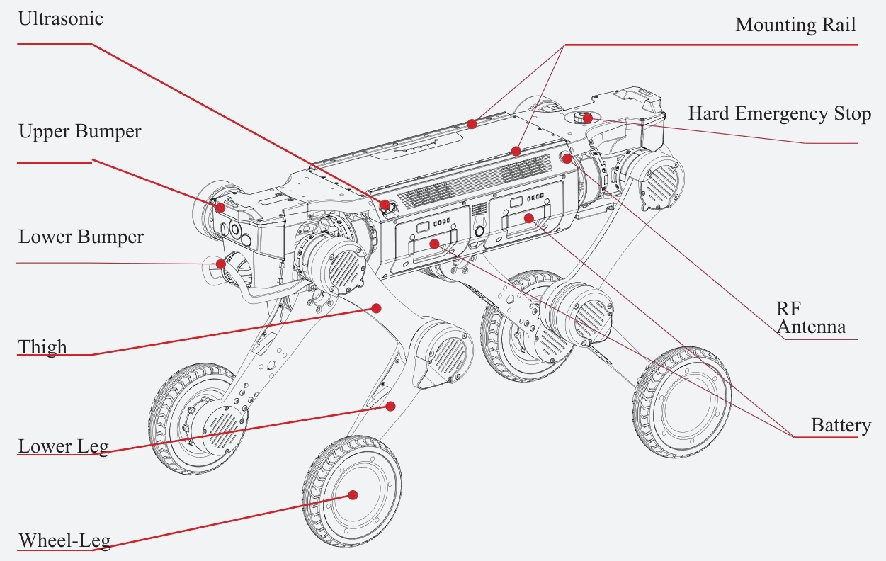 Ultrasonic
Mounting Rail
Hard Emergency Stop
Upper Bumper
Lower Bumper
RF
Antenna
Thigh
Battery
Lower Leg
Wheel-Leg